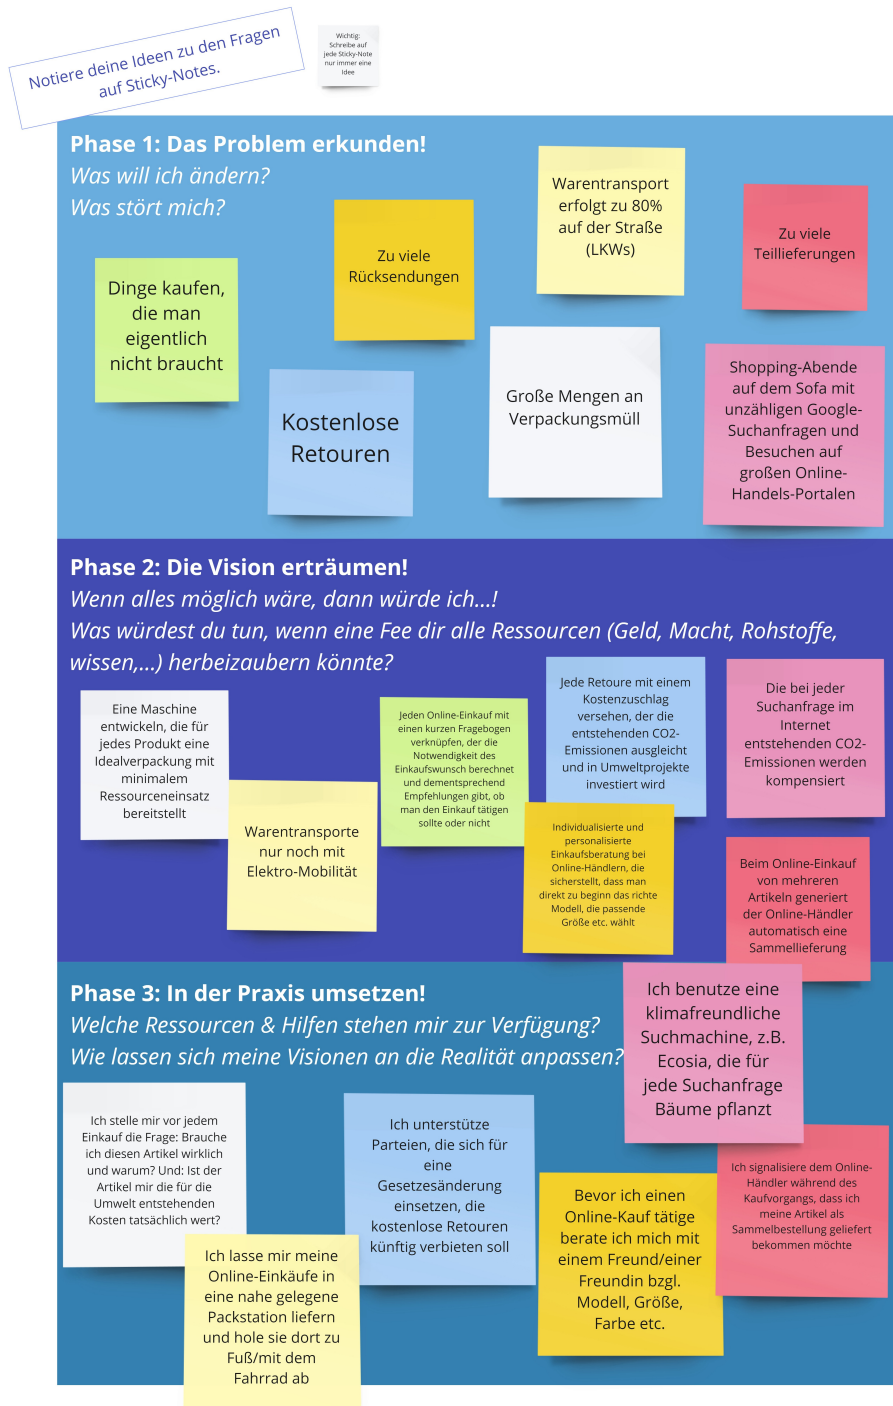 Notiere deine Ideen zu den Fragen
auf Sticky-Notes.
Wichtig:
Schreibe auf
jede Sticky-Note
nur immer eine
Idee
Phase 1: Das Problem erkunden!
Was will ich ändern?
Was stört mich?
Dinge kaufen,
die man
eigentlich
nicht braucht
Zu viele
Rücksendungen
Warentransport
erfolgt zu 80%
auf der Straße
(LKWs)
Zu viele
Teillieferungen
Kostenlose
Retouren
Große Mengen an
Verpackungsmüll
Shopping-Abende
auf dem Sofa mit
unzähligen Google-
Suchanfragen und
Besuchen auf
großen Online-
Handels-Portalen
Phase 2: Die Vision erträumen!
Wenn alles möglich wäre, dann würde ich...!
Was würdest du tun, wenn eine Fee dir alle Ressourcen (Geld, Macht, Rohstoffe,
wissen,...) herbeizaubern könnte?
Eine Maschine
entwickeln, die für
jedes Produkt eine
Idealverpackung mit
minimalem
Ressourceneinsatz
bereitstellt
Warentransporte
nur noch mit
Elektro-Mobilität
Jeden Online-Einkauf mit
einen kurzen Fragebogen
verknüpfen, der die
Notwendigkeit des
Einkaufswunsch berechnet
und dementsprechend
Empfehlungen gibt, ob
man den Einkauf tätigen
sollte oder nicht
Jede Retoure mit einem
Kostenzuschlag
versehen, der die
entstehenden CO2-
Emissionen ausgleicht
und in Umweltprojekte
investiert wird
Individualisierte und
personalisierte
Einkaufsberatung bei
Online-Händlern, die
sicherstellt, dass man
direkt zu beginn das richte
Modell, die passende
Größe etc. wählt
Die bei jeder
Suchanfrage im
Internet
entstehenden CO2-
Emissionen werden
kompensiert
Beim Online-Einkauf
von mehreren
Artikeln generiert
der Online-Händler
automatisch eine
Sammellieferung
Phase 3: In der Praxis umsetzen!
Welche Ressourcen & Hilfen stehen mir zur Verfügung?
Wie lassen sich meine Visionen an die Realität anpassen?
Ich benutze eine
klimafreundliche
Suchmachine, z.B.
Ecosia, die für
jede Suchanfrage
Bäume pflanzt
Ich stelle mir vor jedem
Einkauf die Frage: Brauche
ich diesen Artikel wirklich
und warum? Und: Ist der
Artikel mir die für die
Umwelt entstehenden
Kosten tatsächlich wert?
Ich lasse mir meine
Online-Einkäufe in
eine nahe gelegene
Packstation liefern
und hole sie dort zu
Fuß/mit dem
Fahrrad ab
Ich unterstütze
Parteien, die sich für
eine
Gesetzesänderung
einsetzen, die
kostenlose Retouren
künftig verbieten soll
Bevor ich einen
Online-Kauf tätige
berate ich mich mit
einem Freund/einer
Freundin bzgl.
Modell, Größe,
Farbe etc.
Ich signalisiere dem Online-
Händler während des
Kaufvorgangs, dass ich
meine Artikel als
Sammelbestellung geliefert
bekommen möchte